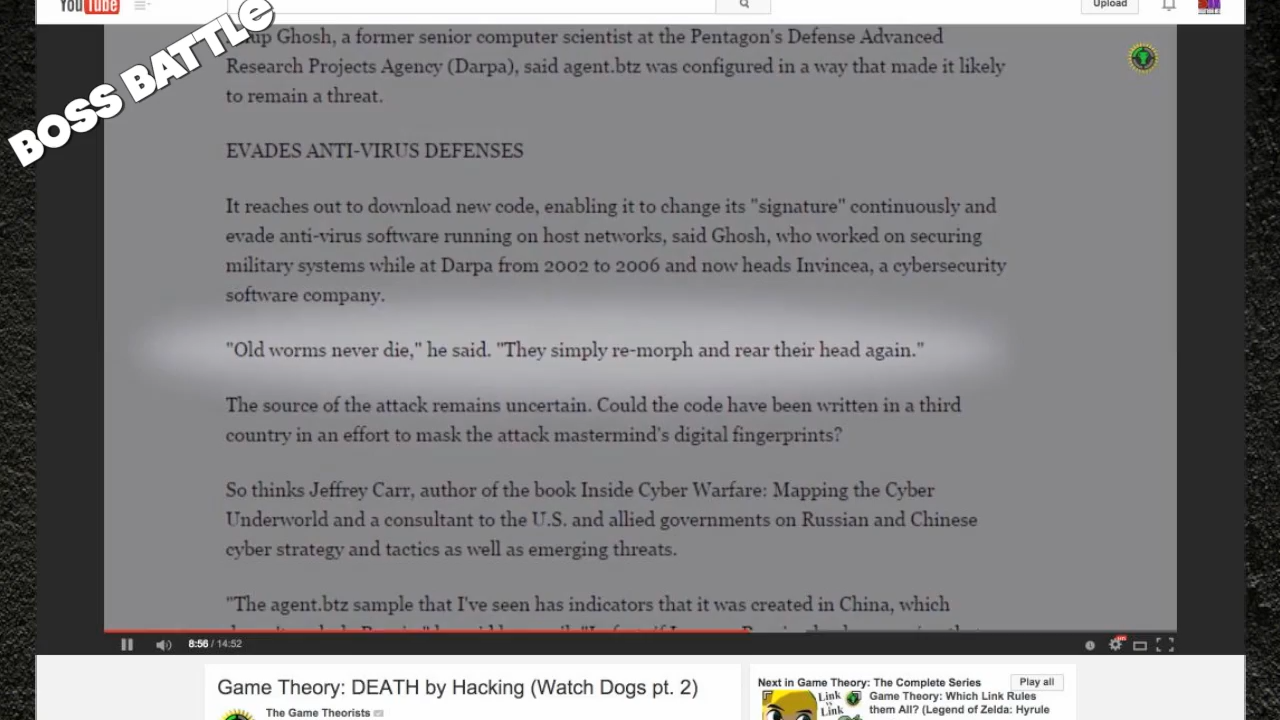 YouTube
Upload
BOSS BATTLE
Ghosh, a former senior computer scientist at the Pentagon's Defense Advanced
Research Projects Agency (Darpa), said agent.btz was configured in a way that made it likely
to remain a threat.
EVADES ANTI-VIRUS DEFENSES
It reaches out to download new code, enabling it to change its "signature" continuously and
evade anti-virus software running on host networks, said Ghosh, who worked on securing
military systems while at Darpa from 2002 to 2006 and now heads Invincea, a cybersecurity
software company.
"Old worms never die," he said. "They simply re-morph and rear their head again."
The source of the attack remains uncertain. Could the code have been written in a third
country in an effort to mask the attack mastermind's digital fingerprints?
So thinks Jeffrey Carr, author of the book Inside Cyber Warfare: Mapping the Cyber
Underworld and a consultant to the U.S. and allied governments on Russian and Chinese
cyber strategy and tactics as well as emerging threats.
"The agent.btz sample that I've seen has indicators that it was created in China, which
8:56 / 14:52
Game Theory: DEATH by Hacking (Watch Dogs pt. 2)
The Game Theorists
Next in Game Theory: The Complete Series
Play all
Link
vs
Link
Game Theory: Which Link Rules
them All? (Legend of Zelda: Hyrule